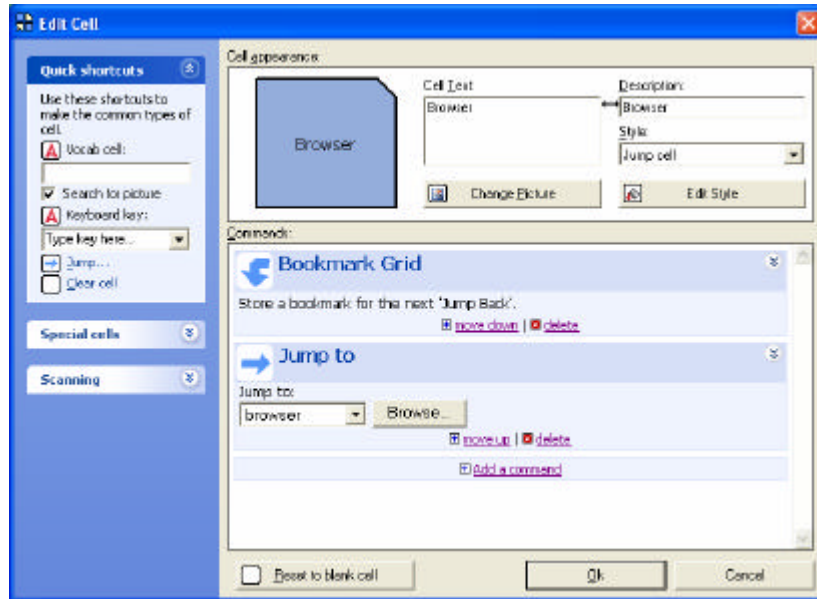 Edit Cell
Quick shortcuts
Use these shortcuts to
make the common types of
cell.
Vocab cell:
Search for picture
Keyboard key:
Type key here...
Jump...
Clear cell
Special cells
Scanning
Cell appearance:
Browser
Cell Text
Browser
Description:
Browser
Style:
Jump cell
Change Picture
Edit Style
Commands:
Bookmark Grid
Store a bookmark for the next 'Jump Back'.
move down | delete
Jump to
Jump to:
browser
Browse...
move up | delete
Add a command
Reset to blank cell
Ok
Cancel